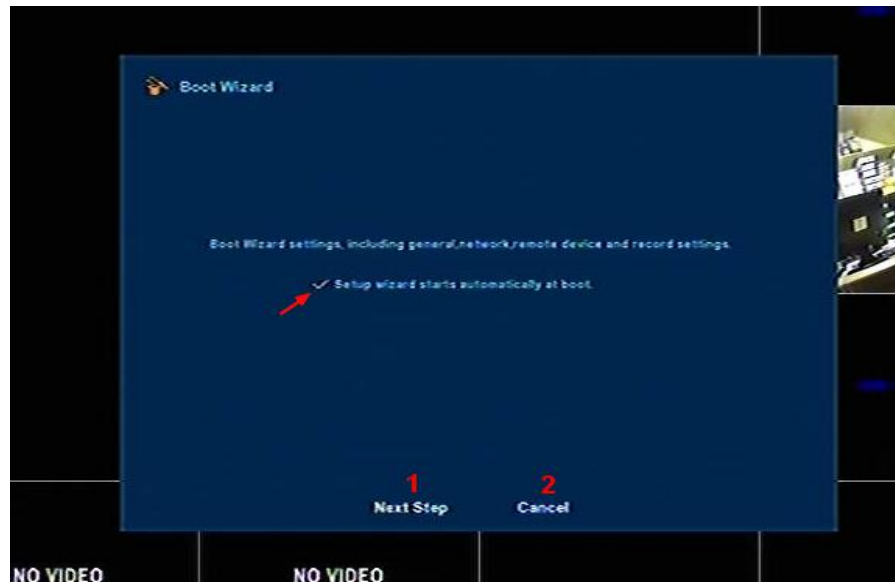 Boot Wizard
Boot Wizard settings, including general,network,remote device and record settings.
Setup wizard starts automatically at boot.
1 2
Next Step Cancel
NO VIDEO NO VIDEO